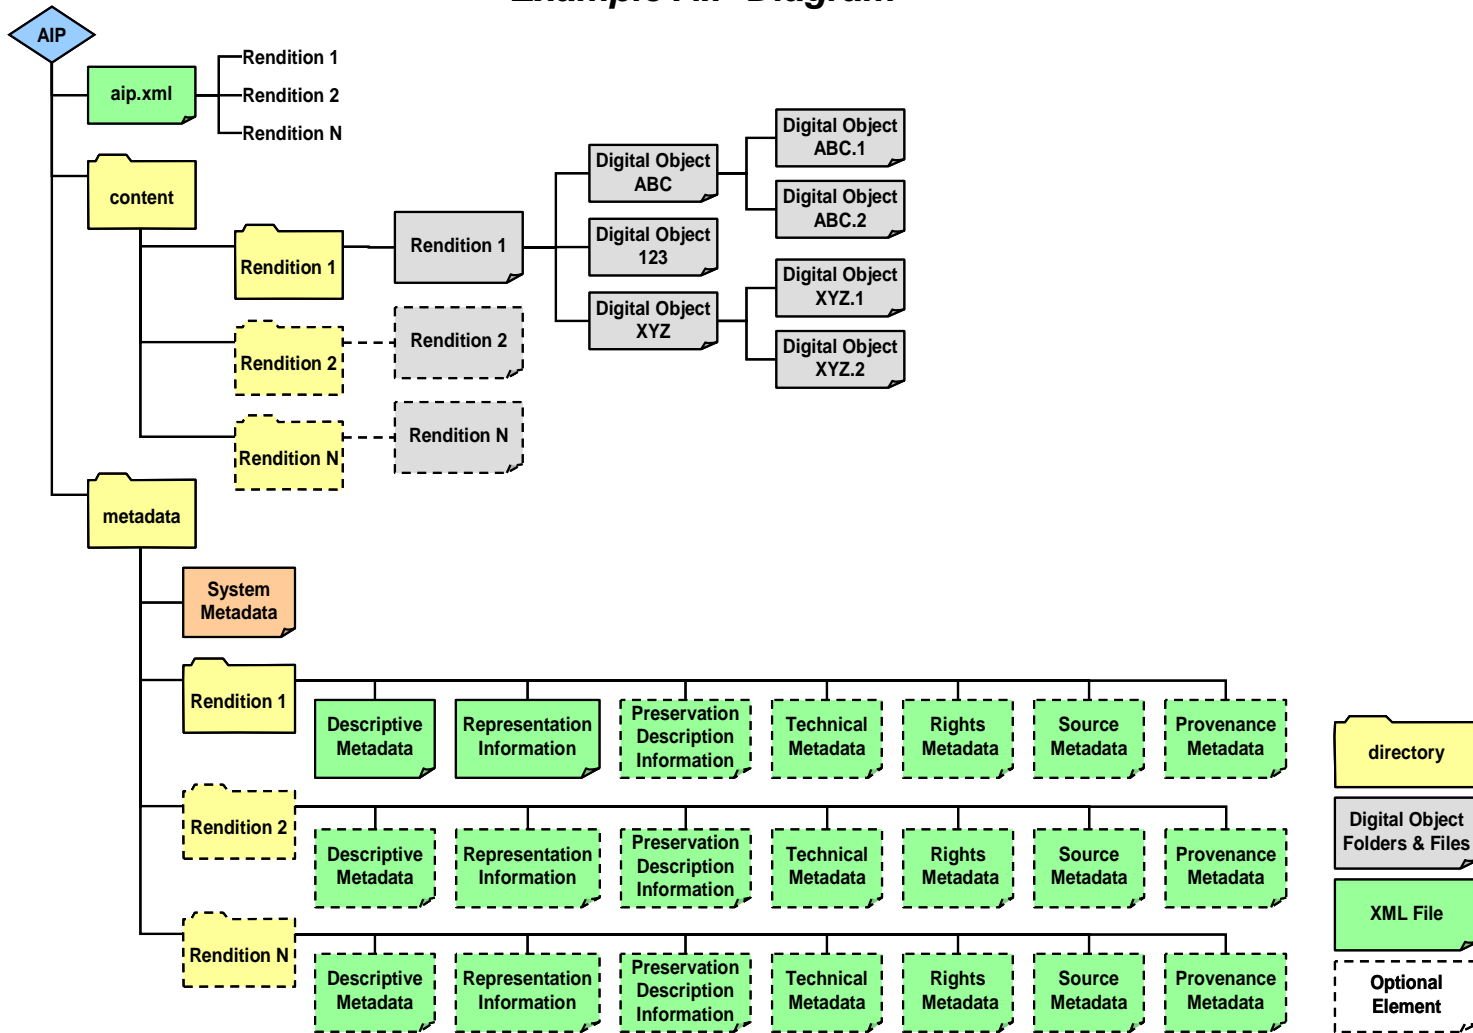 Example AIP Diagram
AIP
aip.xml
Rendition 1
Rendition 2
Rendition N
content
Rendition 1
Rendition 1
Digital Object
ABC
Digital Object
ABC.1
Digital Object
ABC.2
Digital Object
123
Digital Object
XYZ
Digital Object
XYZ.1
Digital Object
XYZ.2
Rendition 2
Rendition 2
Rendition N
Rendition N
metadata
System
Metadata
Rendition 1
Descriptive
Metadata
Representation
Information
Preservation
Description
Information
Technical
Metadata
Rights
Metadata
Source
Metadata
Provenance
Metadata
Rendition 2
Descriptive
Metadata
Representation
Information
Preservation
Description
Information
Technical
Metadata
Rights
Metadata
Source
Metadata
Provenance
Metadata
Rendition N
Descriptive
Metadata
Representation
Information
Preservation
Description
Information
Technical
Metadata
Rights
Metadata
Source
Metadata
Provenance
Metadata
directory
Digital Object
Folders & Files
XML File
Optional
Element